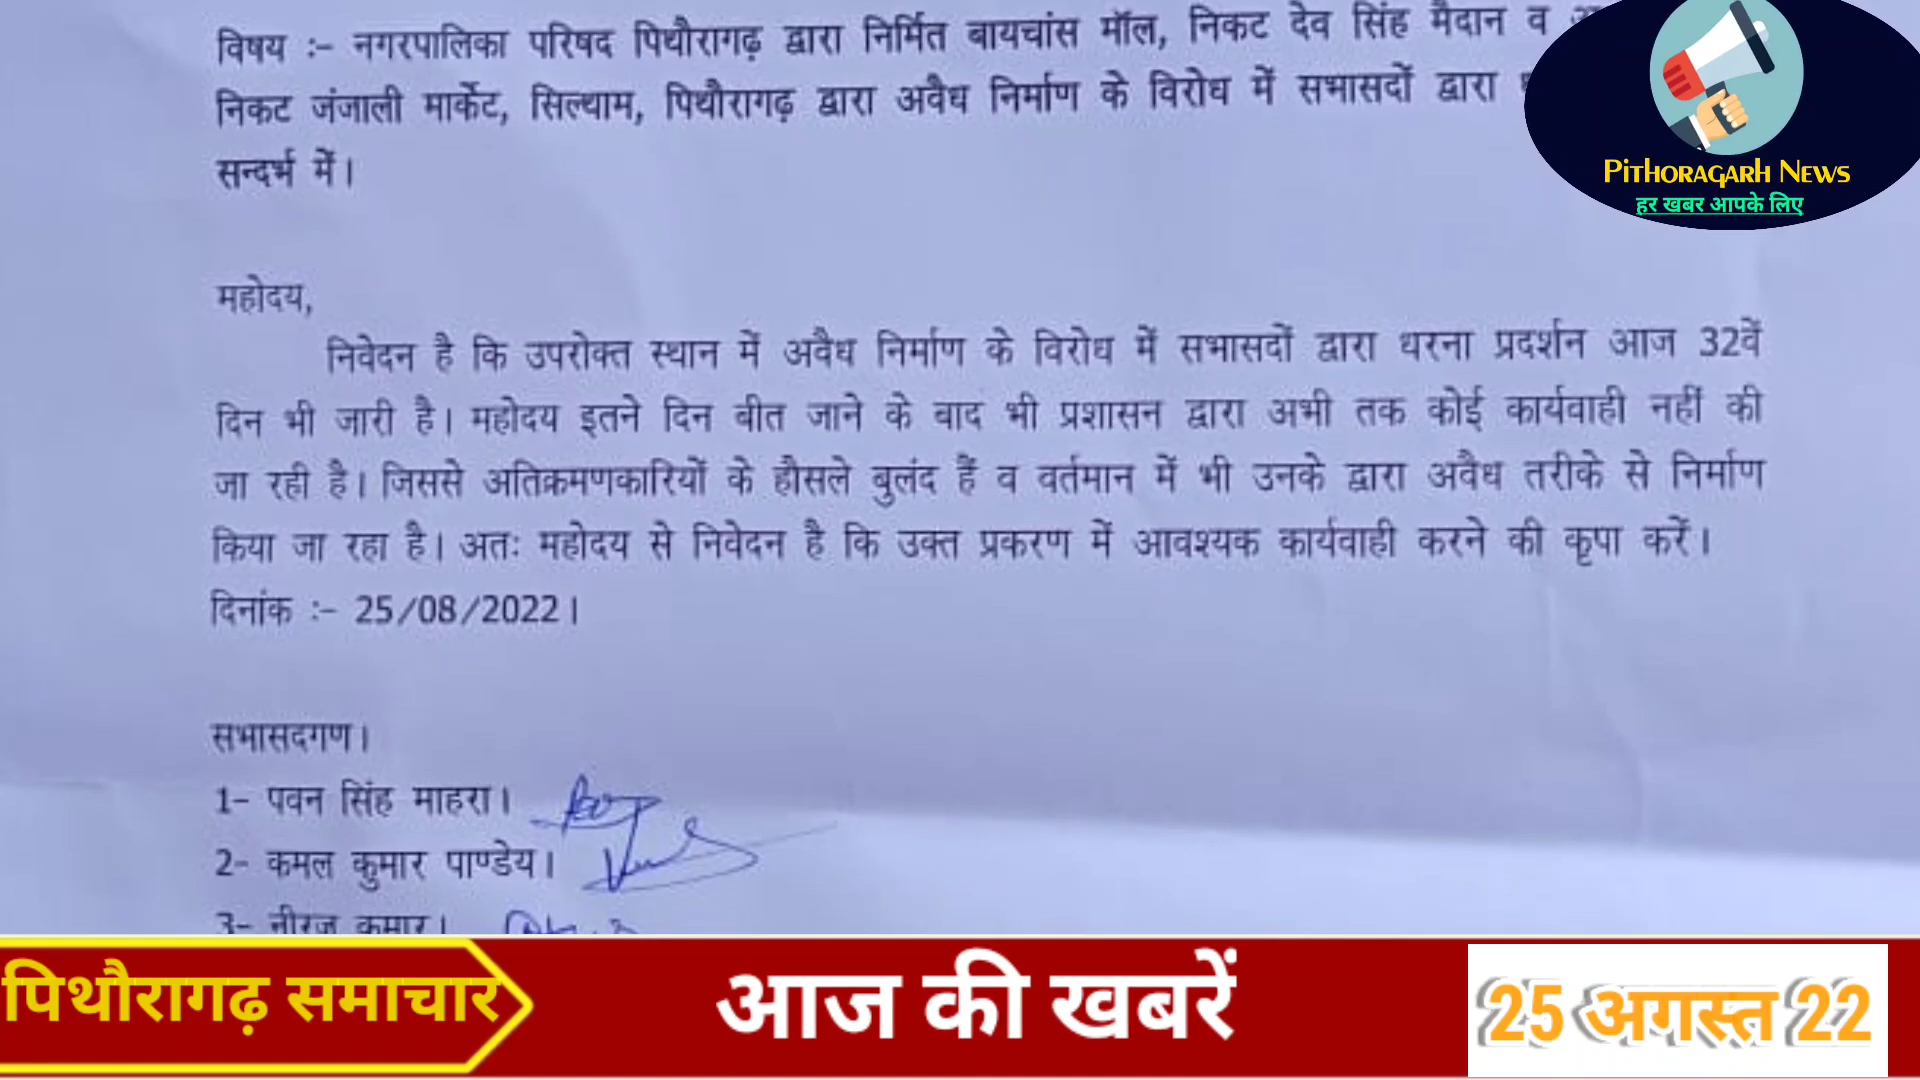 विषय :– नगरपालिका परिषद पिथौरागढ़ द्वारा निर्मित बायचांस मॉल, निकट देव सिंह मैदान व
निकट जंजाली मार्केट, सिल्थाम, पिथौरागढ़ द्वारा अवैध निर्माण के विरोध में सभासदों द्वारा
सन्दर्भ में।
PITHORAGARH NEWS
हर खबर आपके लिए
महोदय,
निवेदन है कि उपरोक्त स्थान में अवैध निर्माण के विरोध में सभासदों द्वारा धरना प्रदर्शन आज 32वें
दिन भी जारी है। महोदय इतने दिन बीत जाने के बाद भी प्रशासन द्वारा अभी तक कोई कार्यवाही नहीं की
जा रही है। जिससे अतिक्रमणकारियों के हौसले बुलंद हैं व वर्तमान में भी उनके द्वारा अवैध तरीके से निर्माण
किया जा रहा है। अतः महोदय से निवेदन है कि उक्त प्रकरण में आवश्यक कार्यवाही करने की कृपा करें।
दिनांक :– 25/08/2022।
सभासदगण।
1– पवन सिंह माहरा।
2– कमल कुमार पाण्डेय।
3– नीरज कुमार।
पिथौरागढ़ समाचार
आज की खबरें
25 अगस्त 22